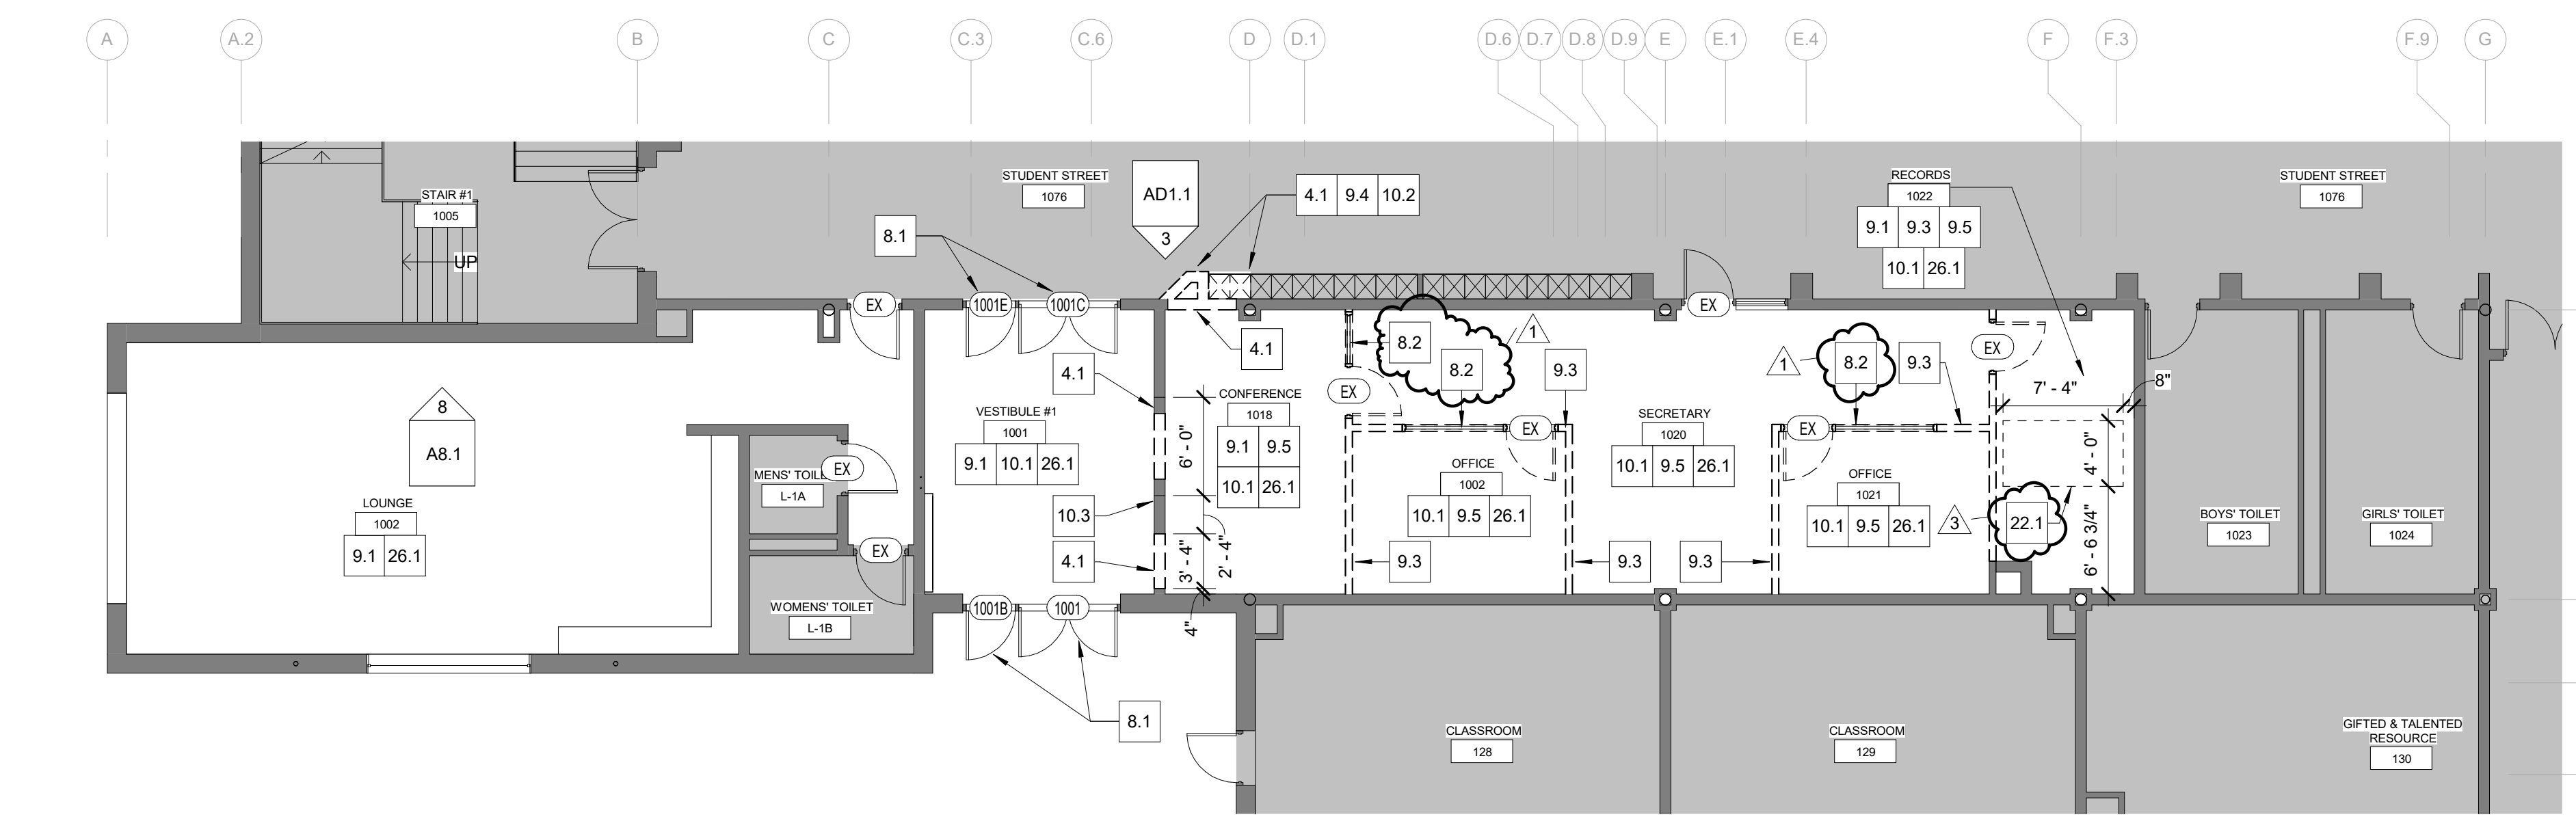 A
A.2
B
C
C.3
C.6
D
D.1
D.6
D.7
D.8
D.9
E
E.1
E.4
F
F.3
F.9
G
STAIR #1
1005
UP
STUDENT STREET
1076
AD1.1
3
4.1 9.4 10.2
RECORDS
1022
9.1 9.3 9.5
10.1 26.1
STUDENT STREET
1076
8.1
EX
1001E
1001C
EX
4.1
8.2
8.2
1
9.3
1
8.2
9.3
EX
7' - 4"
8"
4.1
EX
8
A8.1
LOUNGE
1002
9.1 26.1
MENS' TOIL
L-1A
EX
EX
WOMENS' TOILET
L-1B
VESTIBULE #1
1001
9.1 10.1 26.1
10.3
4.1
6' - 0"
3' - 4"
2' - 4"
4"
CONFERENCE
1018
9.1 9.5
10.1 26.1
EX
OFFICE
1002
10.1 9.5 26.1
9.3
9.3
SECRETARY
1020
10.1 9.5 26.1
9.3
EX
OFFICE
1021
10.1 9.5 26.1
3
22.1
4' - 0"
6' - 6 3/4"
BOYS' TOILET
1023
GIRLS' TOILET
1024
1001B
1001
8.1
CLASSROOM
128
CLASSROOM
129
GIFTED & TALENTED
RESOURCE
130